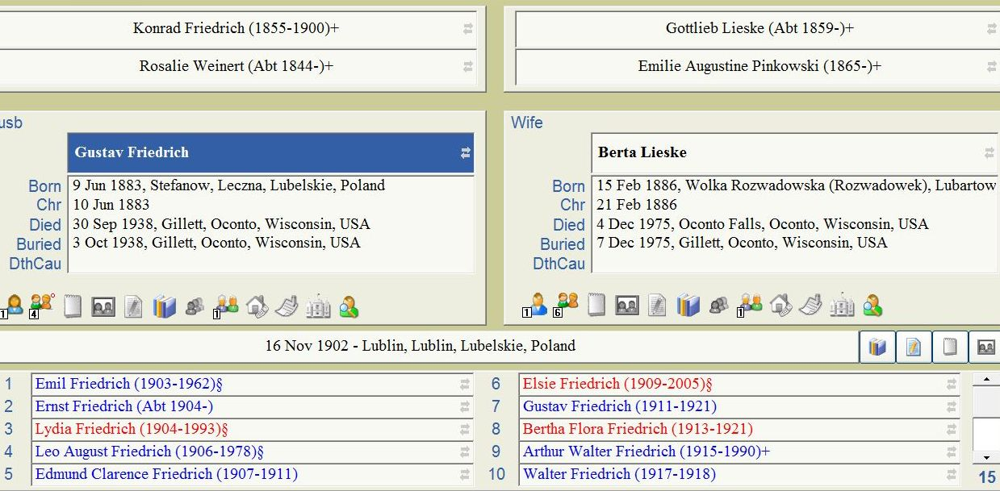 Konrad Friedrich (1855-1900)+
Gottlieb Lieske (Abt 1859-)+
Rosalie Weinert (Abt 1844-)+
Emilie Augustine Pinkowski (1865-)+
usb
Gustav Friedrich
Born 9 Jun 1883, Stefanow, Leczna, Lubelskie, Poland
Chr 10 Jun 1883
Died 30 Sep 1938, Gillett, Oconto, Wisconsin, USA
Buried 3 Oct 1938, Gillett, Oconto, Wisconsin, USA
DthCau
1 4 1
Wife
Berta Lieske
Born 15 Feb 1886, Wolka Rozwadowska (Rozwadowek), Lubartow
Chr 21 Feb 1886
Died 4 Dec 1975, Oconto Falls, Oconto, Wisconsin, USA
Buried 7 Dec 1975, Gillett, Oconto, Wisconsin, USA
DthCau
1 6 1
16 Nov 1902 - Lublin, Lublin, Lubelskie, Poland
1 Emil Friedrich (1903-1962)§
2 Ernst Friedrich (Abt 1904-)
3 Lydia Friedrich (1904-1993)§
4 Leo August Friedrich (1906-1978)§
5 Edmund Clarence Friedrich (1907-1911)
6 Elsie Friedrich (1909-2005)§
7 Gustav Friedrich (1911-1921)
8 Bertha Flora Friedrich (1913-1921)
9 Arthur Walter Friedrich (1915-1990)+
10 Walter Friedrich (1917-1918)
15